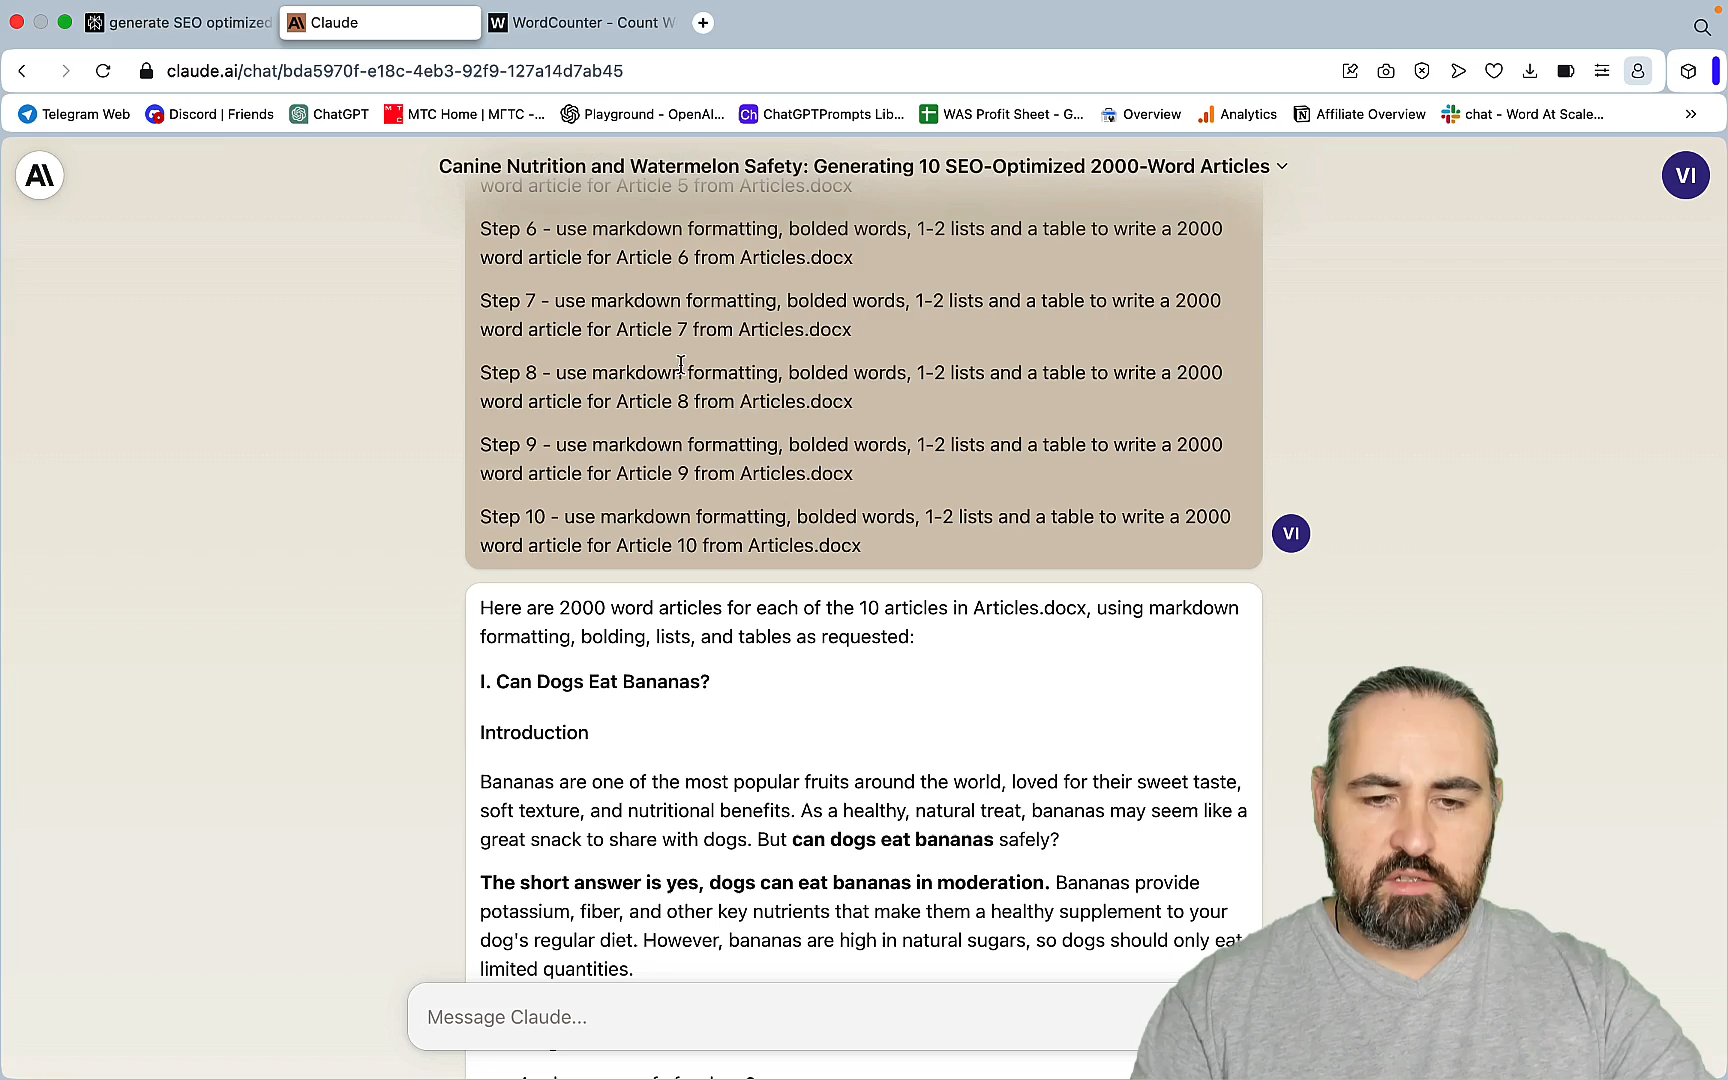 generate SEO optimized
Claude
WordCounter - Count W
claude.ai/chat/bda5970f-e18c-4eb3-92f9-127a14d7ab45
Telegram Web
Discord | Friends
ChatGPT
MTC Home | МГТС -...
Playground - OpenAI...
Ch ChatGPTPrompts Lib...
WAS Profit Sheet - G...
Overview
Analytics
Affiliate Overview
chat - Word At Scale...
Canine Nutrition and Watermelon Safety: Generating 10 SEO-Optimized 2000-Word Articles
VI
word article for Article 5 from Articles.docx
Step 6 - use markdown formatting, bolded words, 1-2 lists and a table to write a 2000
word article for Article 6 from Articles.docx
Step 7 - use markdown formatting, bolded words, 1-2 lists and a table to write a 2000
word article for Article 7 from Articles.docx
Step 8 - use markdown formatting, bolded words, 1-2 lists and a table to write a 2000
word article for Article 8 from Articles.docx
Step 9 - use markdown formatting, bolded words, 1-2 lists and a table to write a 2000
word article for Article 9 from Articles.docx
Step 10 - use markdown formatting, bolded words, 1-2 lists and a table to write a 2000
word article for Article 10 from Articles.docx
VI
Here are 2000 word articles for each of the 10 articles in Articles.docx, using markdown
formatting, bolding, lists, and tables as requested:
I. Can Dogs Eat Bananas?
Introduction
Bananas are one of the most popular fruits around the world, loved for their sweet taste,
soft texture, and nutritional benefits. As a healthy, natural treat, bananas may seem like a
great snack to share with dogs. But can dogs eat bananas safely?
The short answer is yes, dogs can eat bananas in moderation. Bananas provide
potassium, fiber, and other key nutrients that make them a healthy supplement to your
dog's regular diet. However, bananas are high in natural sugars, so dogs should only eat
limited quantities.
Message Claude...